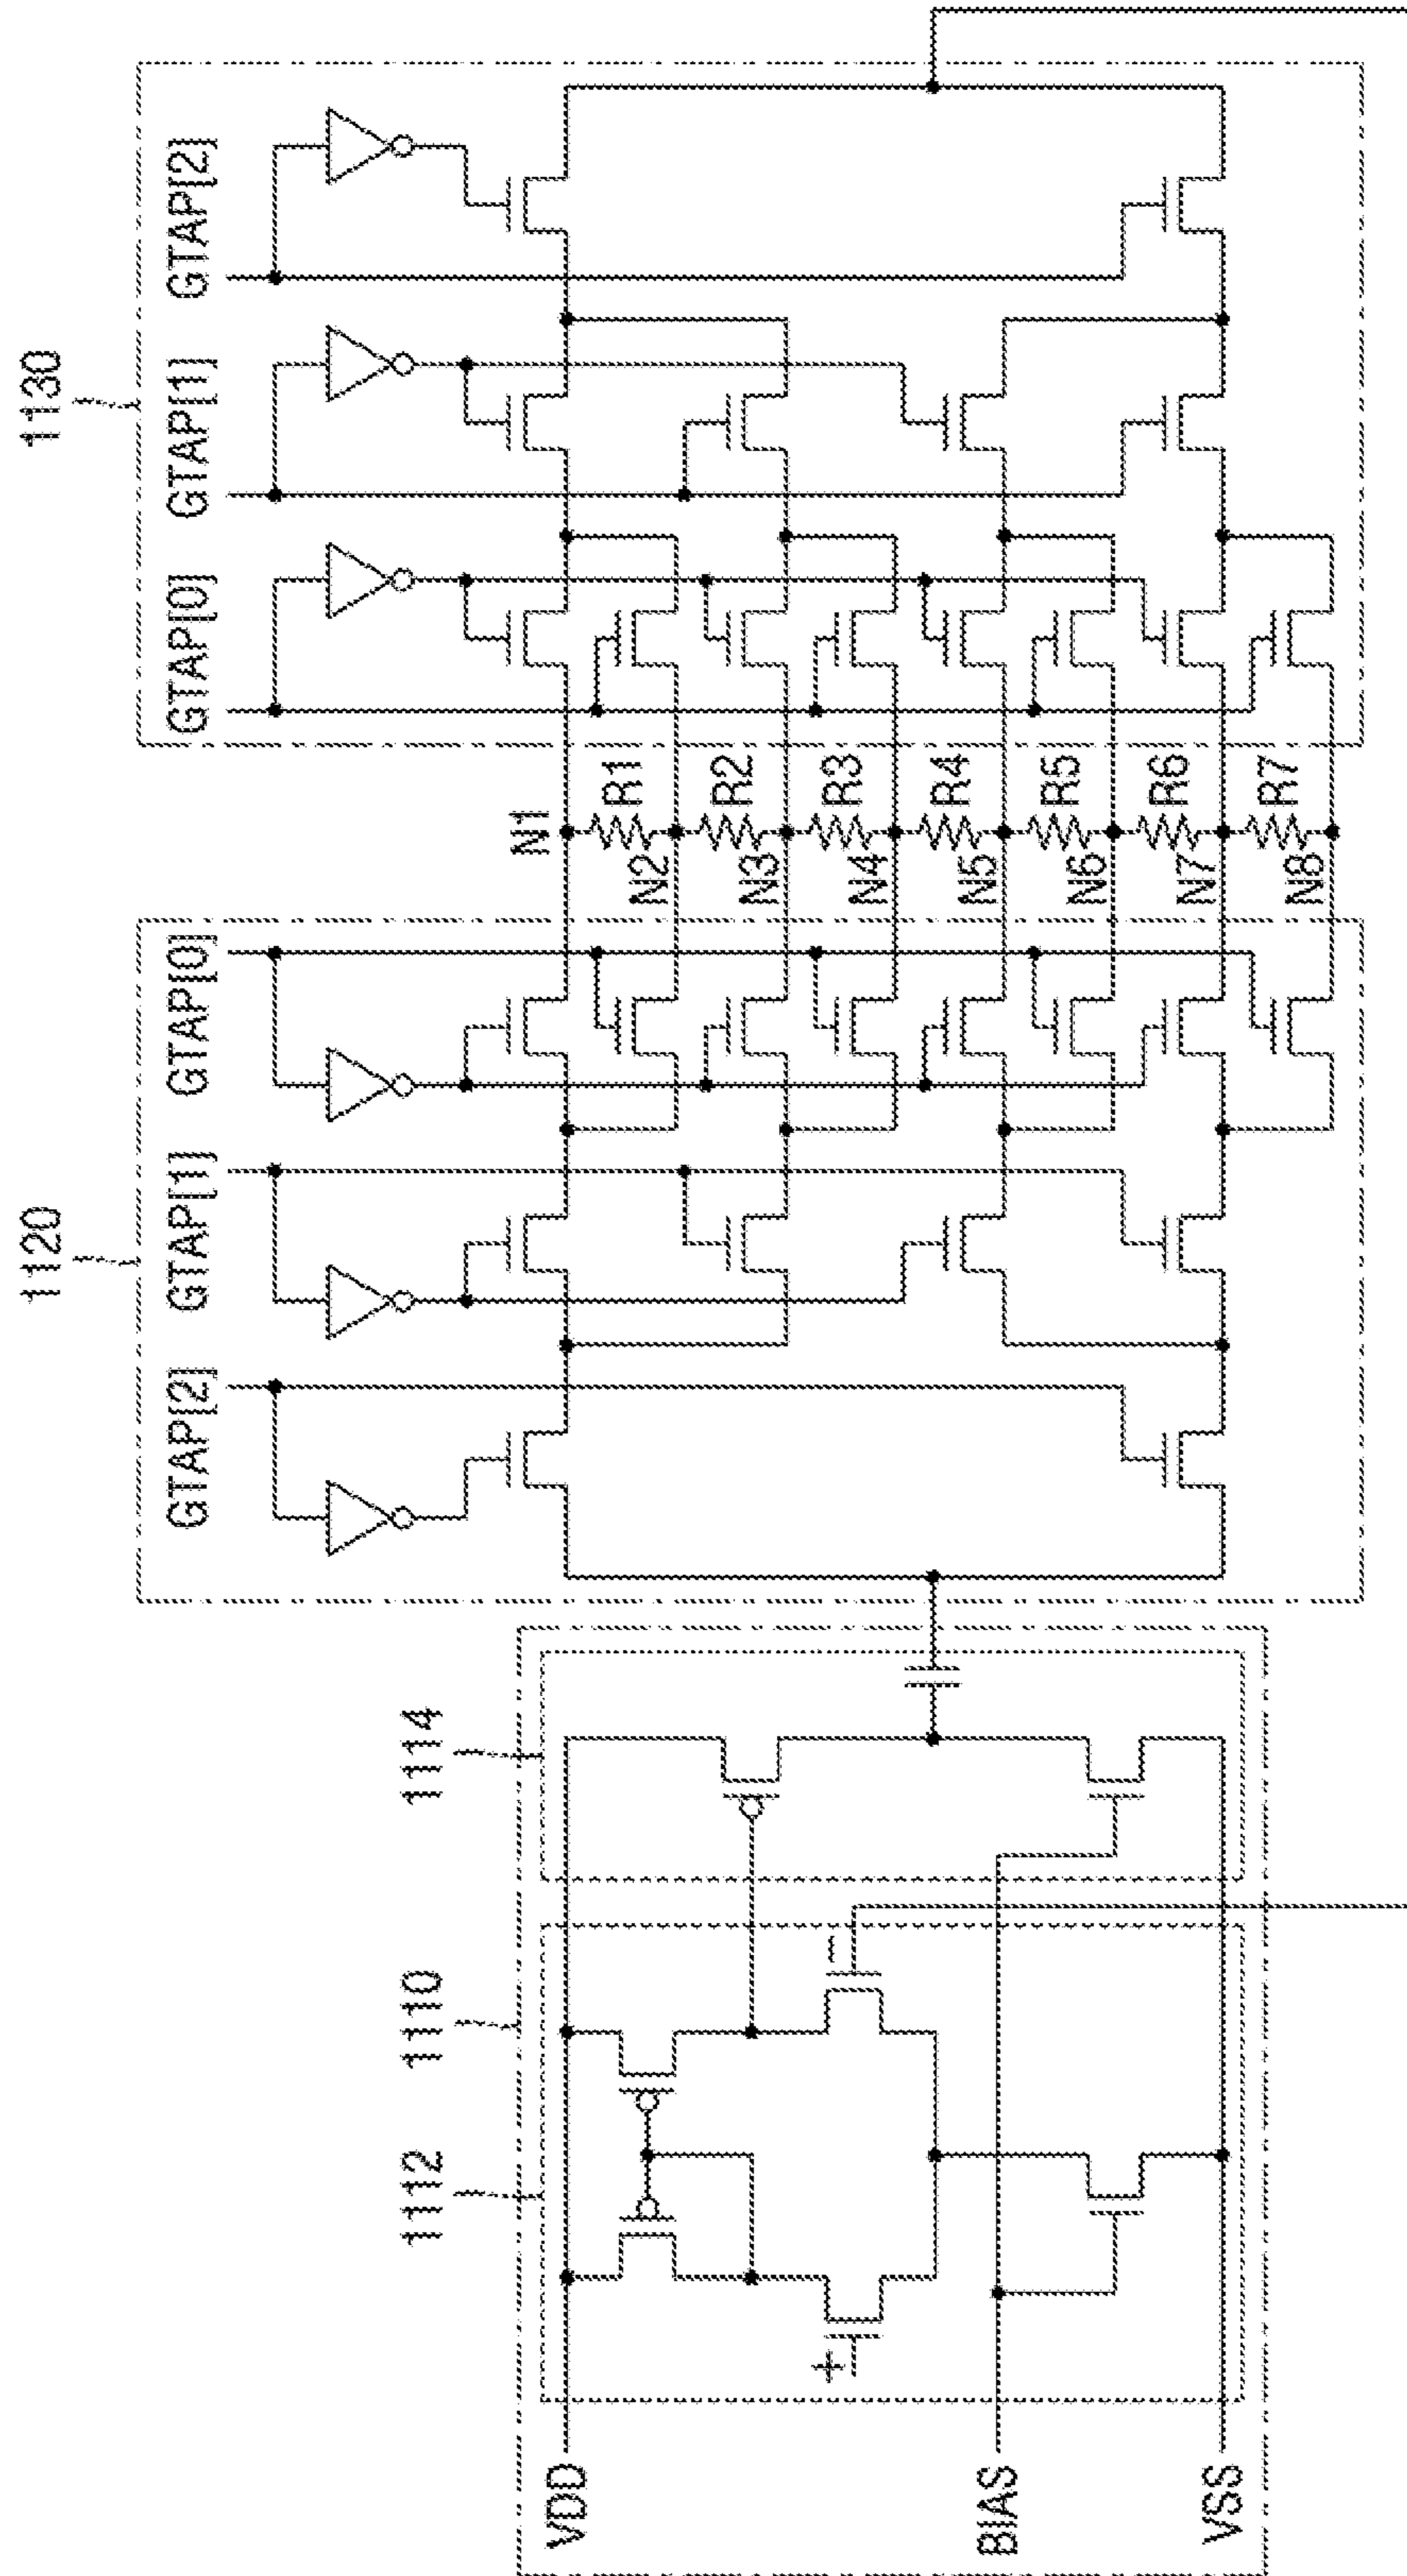 1110
1112
1114
VDD
BIAS
VSS
+
−
1120
GTAP[2]
GTAP[1]
GTAP[0]
N1
R1
N2
R2
N3
R3
N4
R4
N5
R5
N6
R6
N7
R7
N8
1130
GTAP[0]
GTAP[1]
GTAP[2]